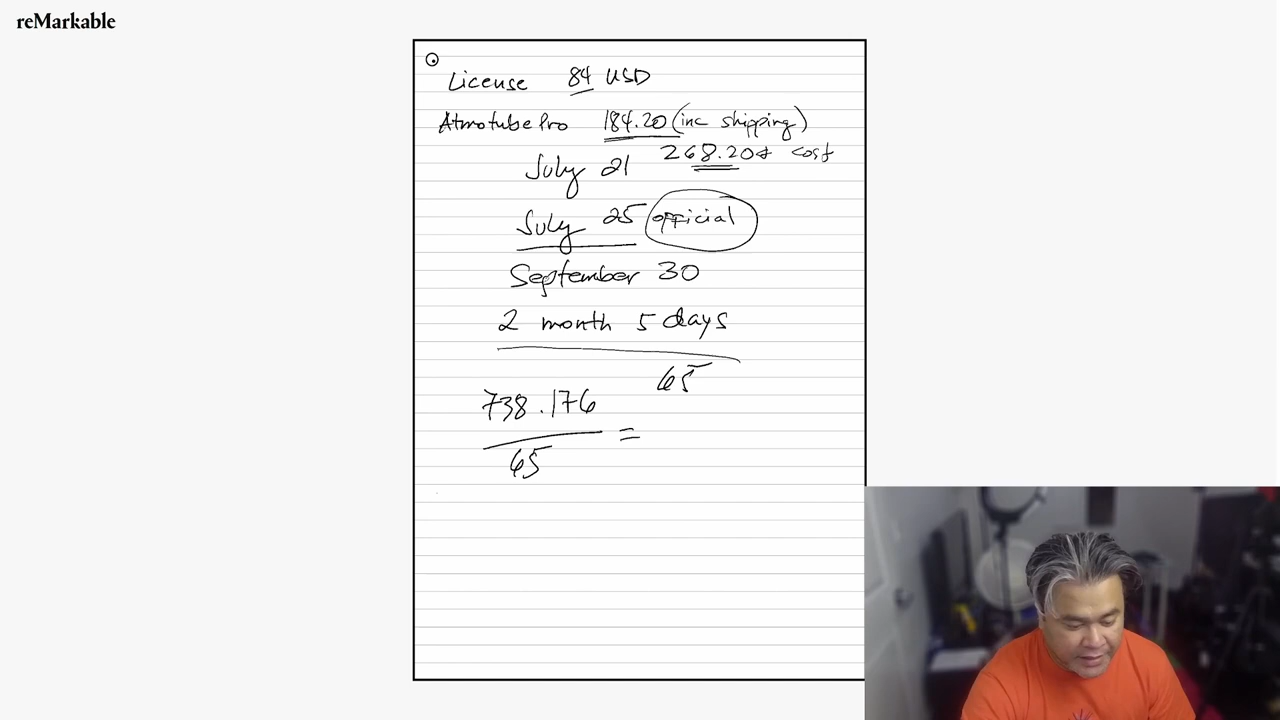 reMarkable
License 84 USD
Atmotube Pro 184.20 (inc shipping)
268.20+ cost
July 21
July 25 official
September 30
2 month 5 days
65
738.176
65 =